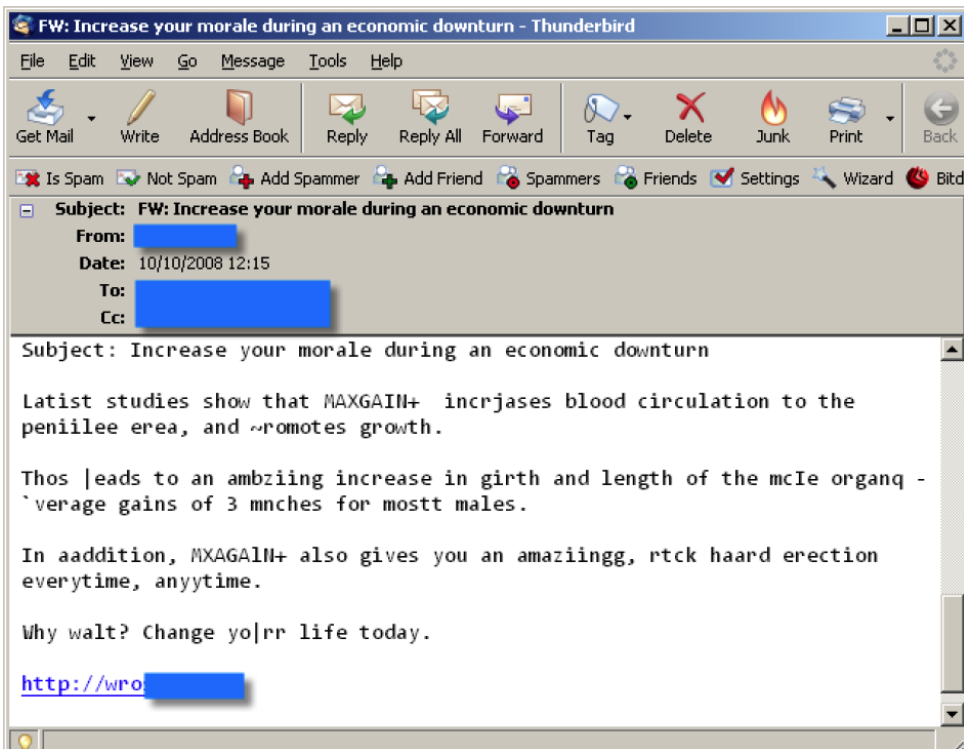 FW: Increase your morale during an economic downturn - Thunderbird
File Edit View Go Message Tools Help
Get Mail Write Address Book Reply Reply All Forward Tag Delete Junk Print Back
Is Spam Not Spam Add Spammer Add Friend Spammers Friends Settings Wizard Bitd
Subject: FW: Increase your morale during an economic downturn
From:
Date: 10/10/2008 12:15
To:
Cc:
Subject: Increase your morale during an economic downturn
Latist studies show that MAXGAIN+ incrjases blood circulation to the
peniilee erea, and ~romotes growth.
Thos |eads to an ambziing increase in girth and length of the mcIe organq -
`verage gains of 3 mnches for mostt males.
In aaddition, MXAGAlN+ also gives you an amaziingg, rtck haard erection
everytime, anyytime.
Why walt? Change yo|rr life today.
http://wro